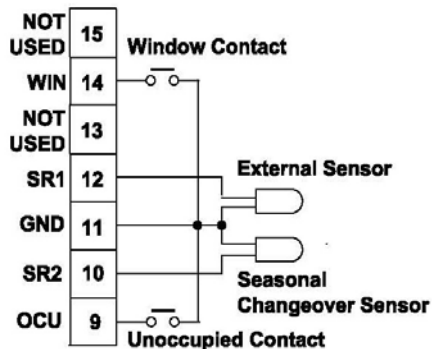 NOT
USED
15
Window Contact
WIN
14
NOT
USED
13
External Sensor
SR1
12
GND
11
SR2
10
Seasonal
Changeover Sensor
OCU
9
Unoccupied Contact